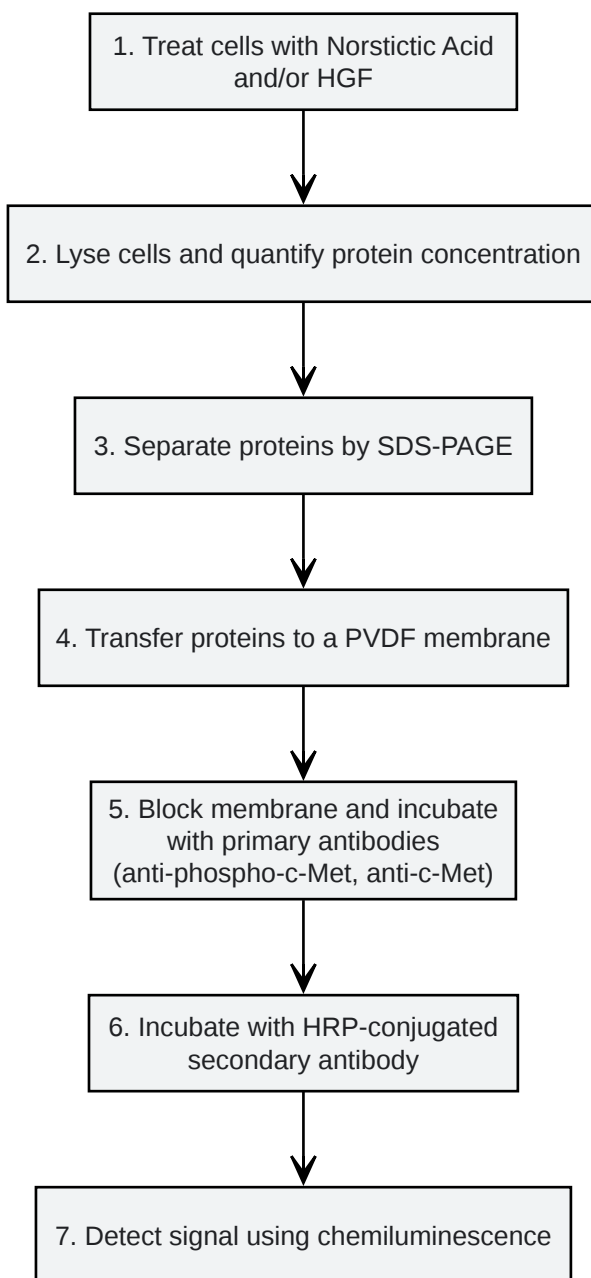 1. Treat cells with Norstictic Acid
and/or HGF
2. Lyse cells and quantify protein concentration
3. Separate proteins by SDS-PAGE
4. Transfer proteins to a PVDF membrane
5. Block membrane and incubate
with primary antibodies
(anti-phospho-c-Met, anti-c-Met)
6. Incubate with HRP-conjugated
secondary antibody
7. Detect signal using chemiluminescence